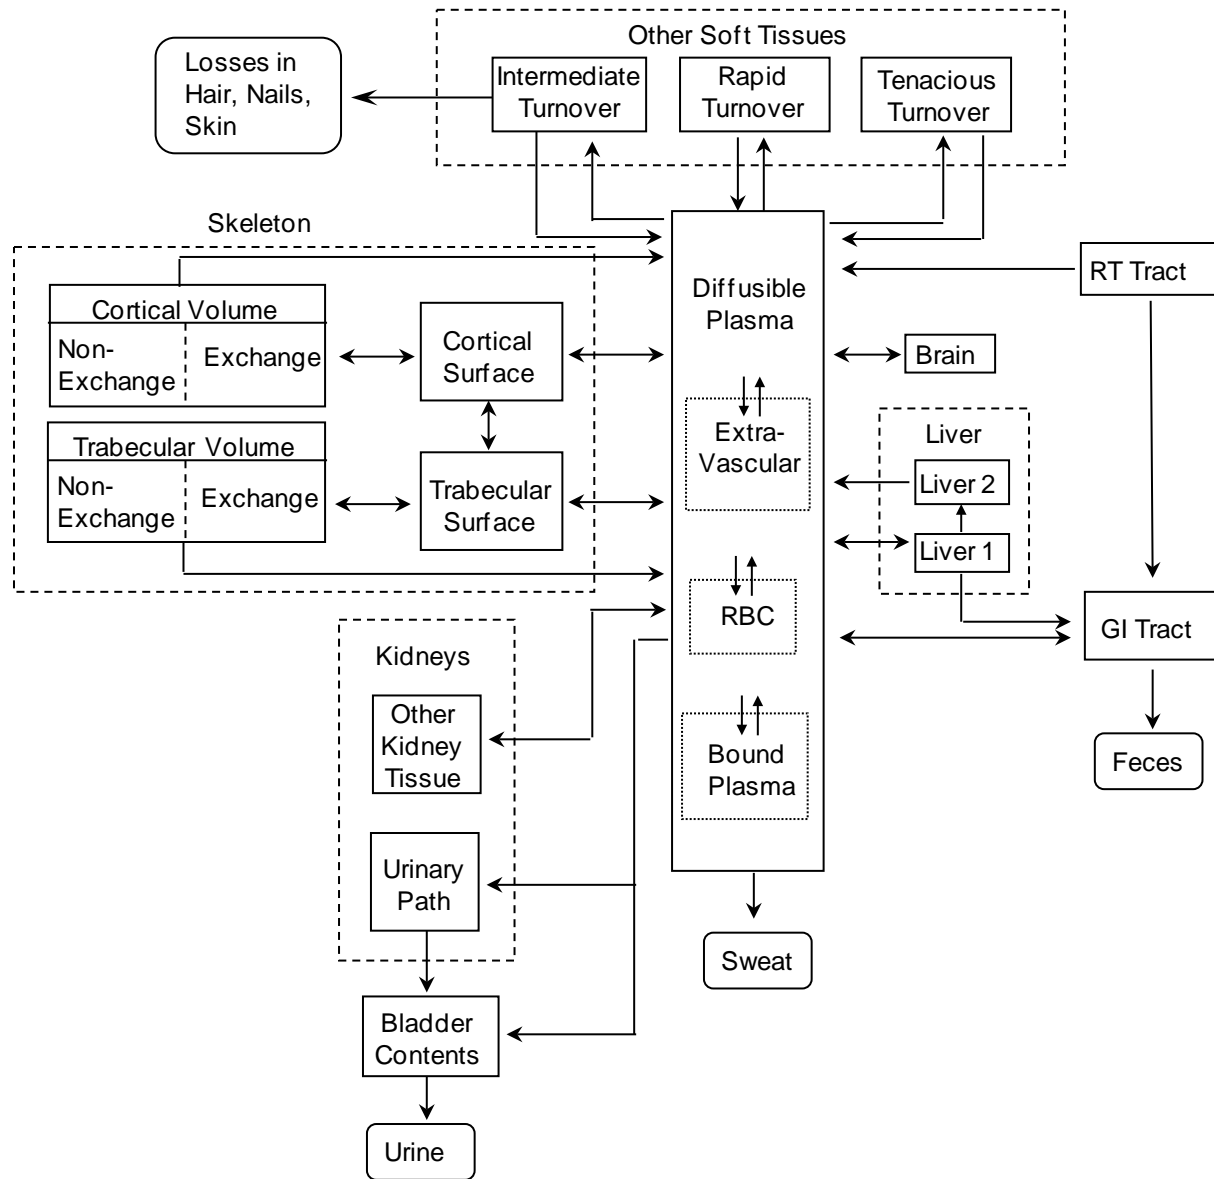 Other Soft Tissues
Losses in
Hair, Nails,
Skin
Intermediate
Turnover
Rapid
Turnover
Tenacious
Turnover
Skeleton
Cortical Volume
Non-
Exchange
Exchange
Cortical
Surface
Trabecular Volume
Non-
Exchange
Exchange
Trabecular
Surface
Diffusible
Plasma
Extra-
Vascular
RBC
Bound
Plasma
RT Tract
Brain
Liver
Liver 2
Liver 1
GI Tract
Feces
Kidneys
Other
Kidney
Tissue
Urinary
Path
Sweat
Bladder
Contents
Urine